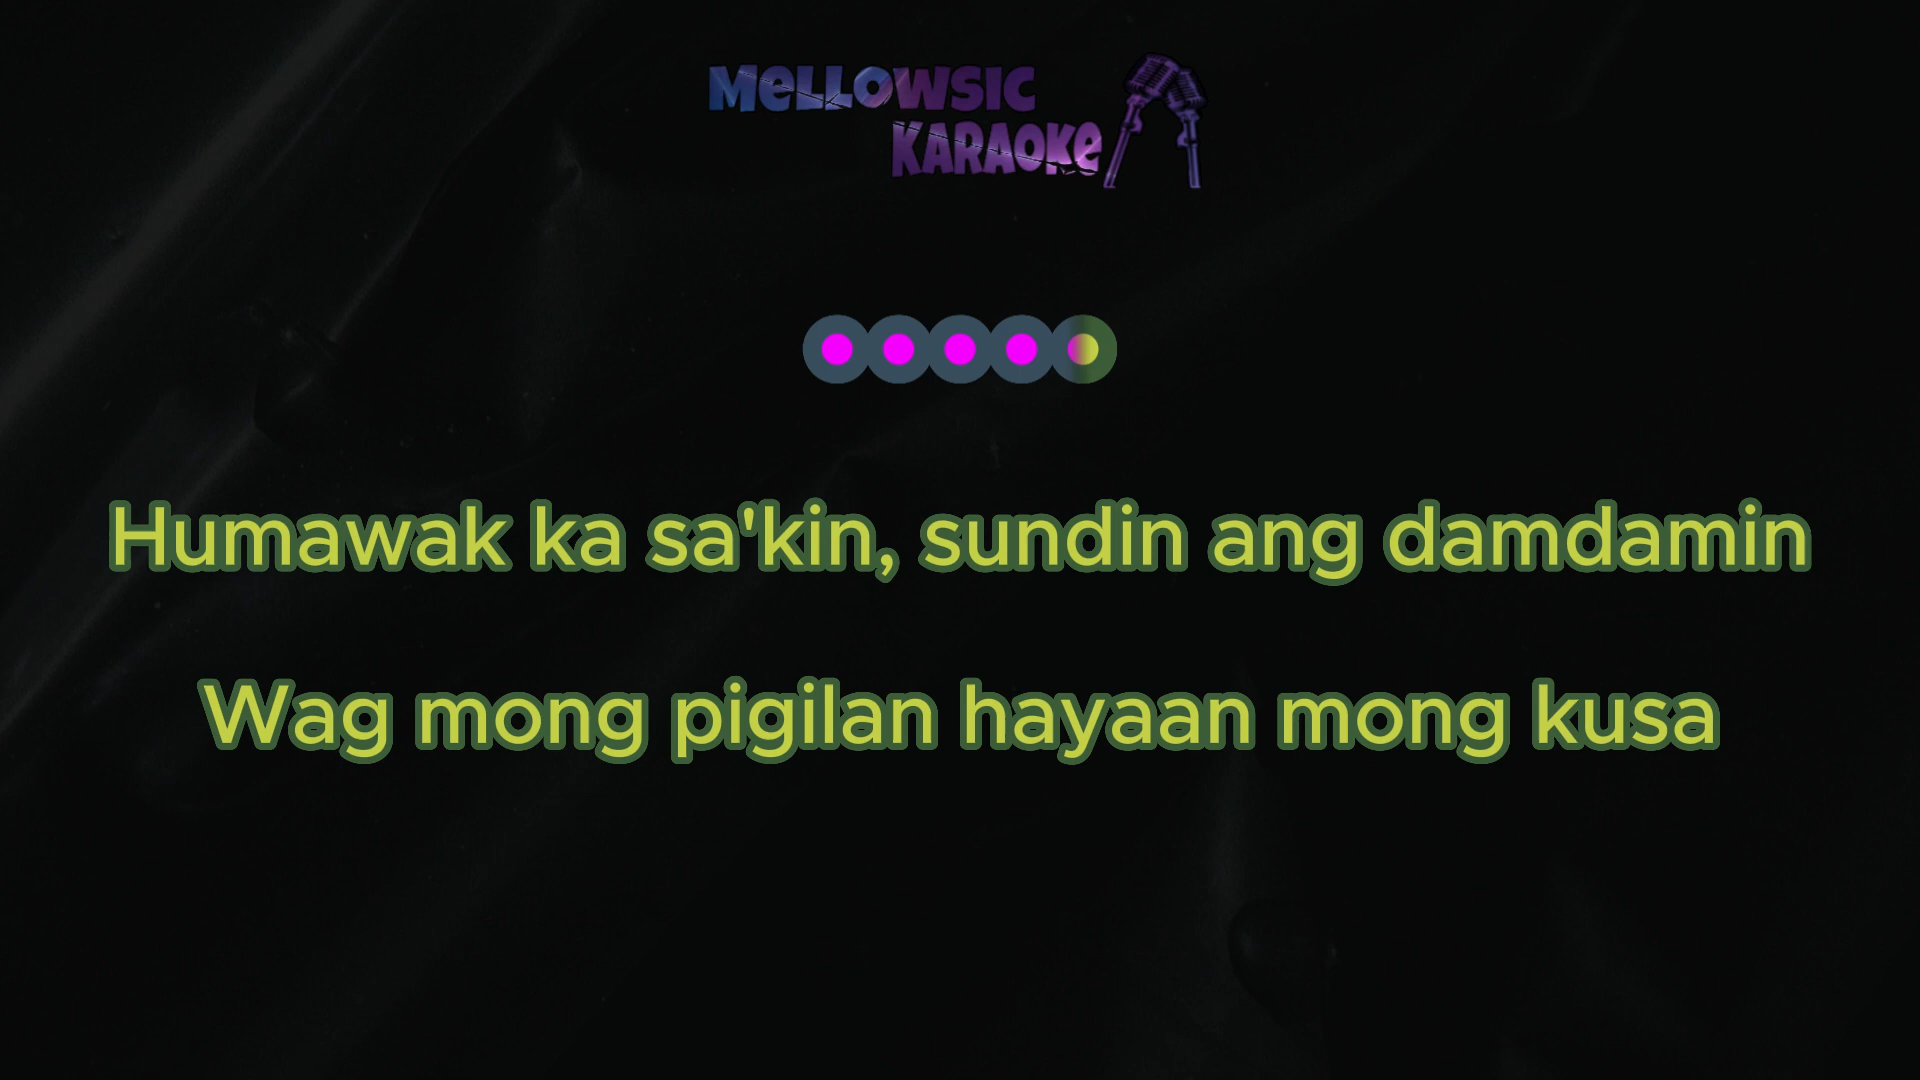 MeLLOWSIC
KARAOKe
Humawak ka sa'kin, sundin ang damdamin
Wag mong pigilan hayaan mong kusa